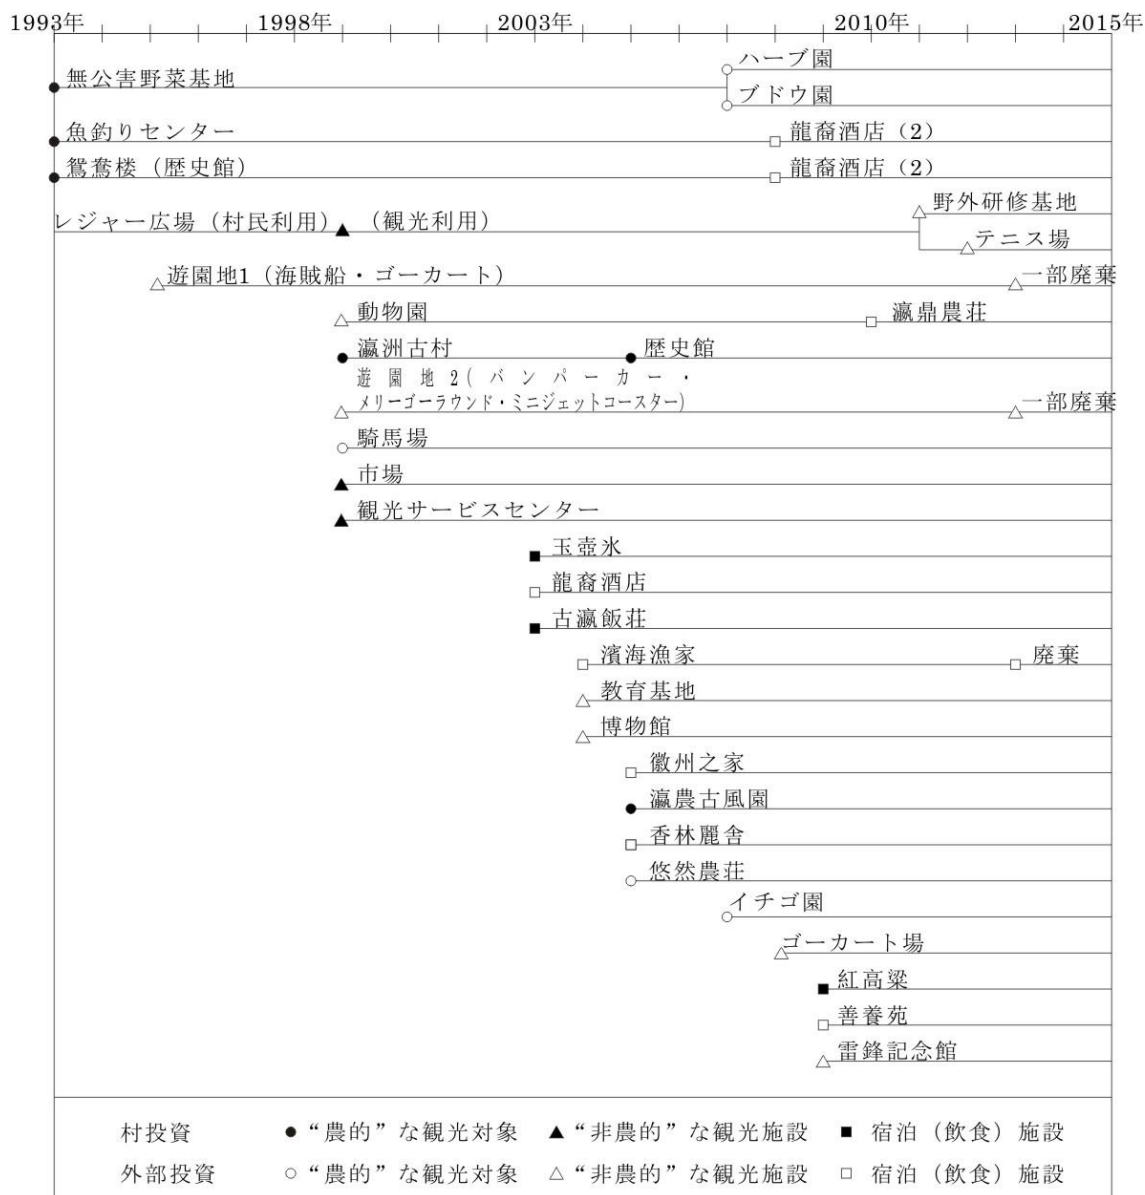 1993年 1998年 2003年 2010年 2015年
ハーブ園
無公害野菜基地
ブドウ園
魚釣りセンター 龍裔酒店（2）
鴛鴦楼（歴史館） 龍裔酒店（2）
野外研修基地
レジャー広場（村民利用） （観光利用）
テニス場
遊園地1（海賊船・ゴーカート） 一部廃棄
動物園 瀛鼎農荘
瀛洲古村 歴史館
遊園地2(バンパーカー・
メリーゴーラウンド・ミニジェットコースター) 一部廃棄
騎馬場
市場
観光サービスセンター
玉壺氷
龍裔酒店
古瀛飯荘
濱海漁家 廃棄
教育基地
博物館
徽州之家
瀛農古風園
香林麗舎
悠然農荘
イチゴ園
ゴーカート場
紅高粱
善養苑
雷鋒記念館
村投資 ●“農的”な観光対象 ▲“非農的”な観光施設 ■ 宿泊（飲食）施設
外部投資 ○“農的”な観光対象 △“非農的”な観光施設 □ 宿泊（飲食）施設